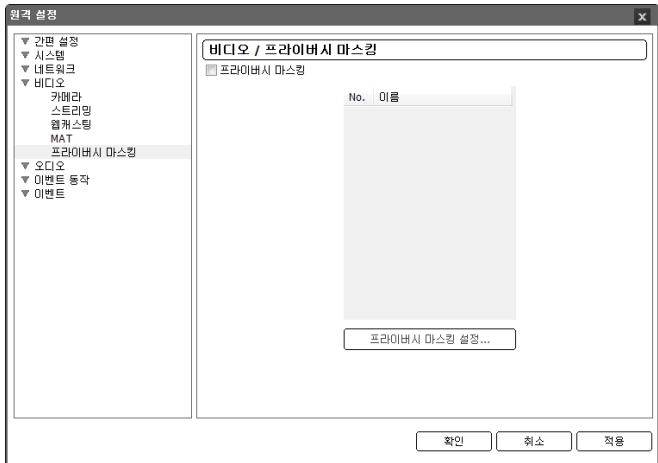 원격 설정
x
간편 설정
시스템
네트워크
비디오
카메라
스트리밍
웹캐스팅
MAT
프라이버시 마스킹
오디오
이벤트 동작
이벤트
비디오 / 프라이버시 마스킹
프라이버시 마스킹
No. 이름
프라이버시 마스킹 설정...
확인 취소 적용